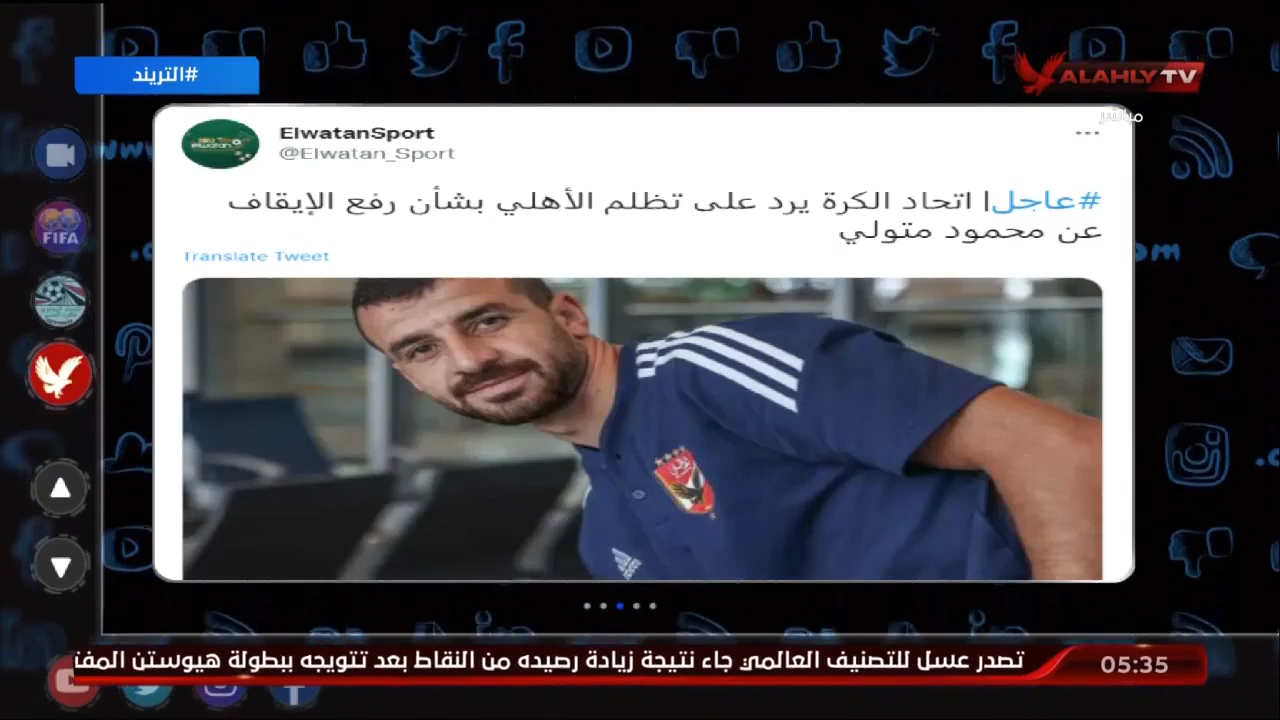 #التريند
ALAHLY TV
مباشر
ElwatanSport
@Elwatan_Sport
#عاجل| اتحاد الكرة يرد على تظلم الأهلي بشأن رفع الإيقاف
عن محمود متولي
Translate Tweet
FIFA
تصدر عسل للتصنيف العالمي جاء نتيجة زيادة رصيده من النقاط بعد تتويجه ببطولة هيوستن
05:35